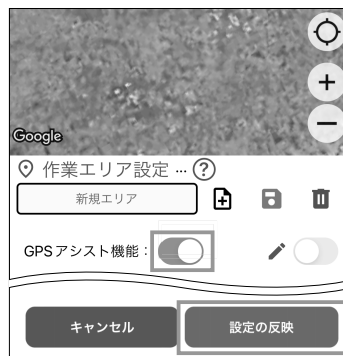 Google
作業エリア設定 ... ?
新規エリア
GPSアシスト機能：
キャンセル 設定の反映